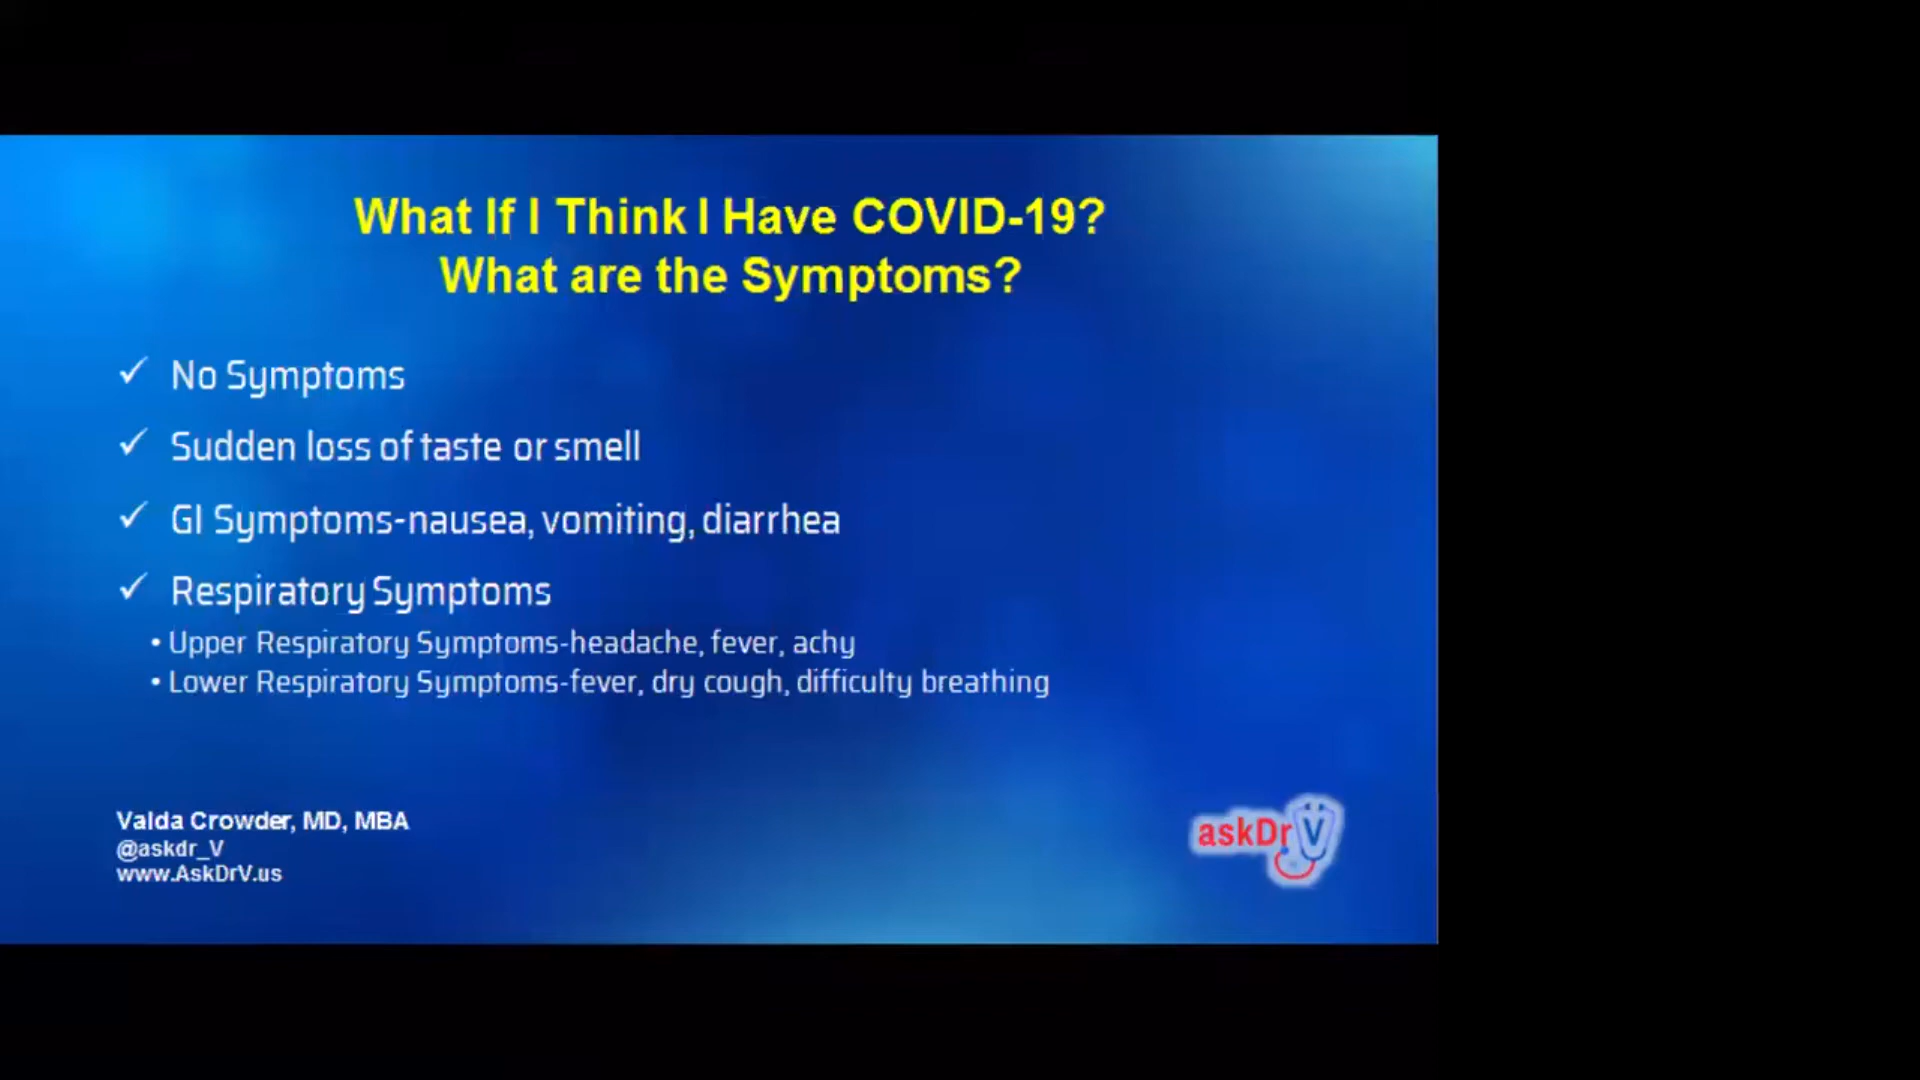 What If I Think I Have COVID-19?
What are the Symptoms?
✓ No Symptoms
✓ Sudden loss of taste or smell
✓ GI Symptoms-nausea, vomiting, diarrhea
✓ Respiratory Symptoms
• Upper Respiratory Symptoms-headache, fever, achy
• Lower Respiratory Symptoms-fever, dry cough, difficulty breathing
Valda Crowder, MD, MBA
@askdr_V
www.AskDrV.us
askDrV